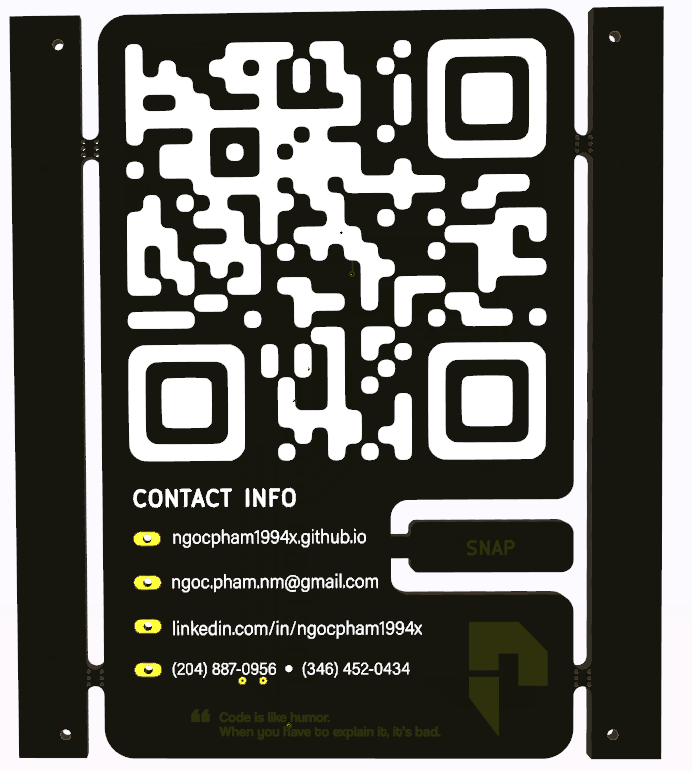 CONTACT INFO
ngocpham1994x.github.io
SNAP
ngoc.pham.nm@gmail.com
linkedin.com/in/ngocpham1994x
(204) 887-0956 • (346) 452-0434
❝ Code is like humor.
When you have to explain it, it's bad.